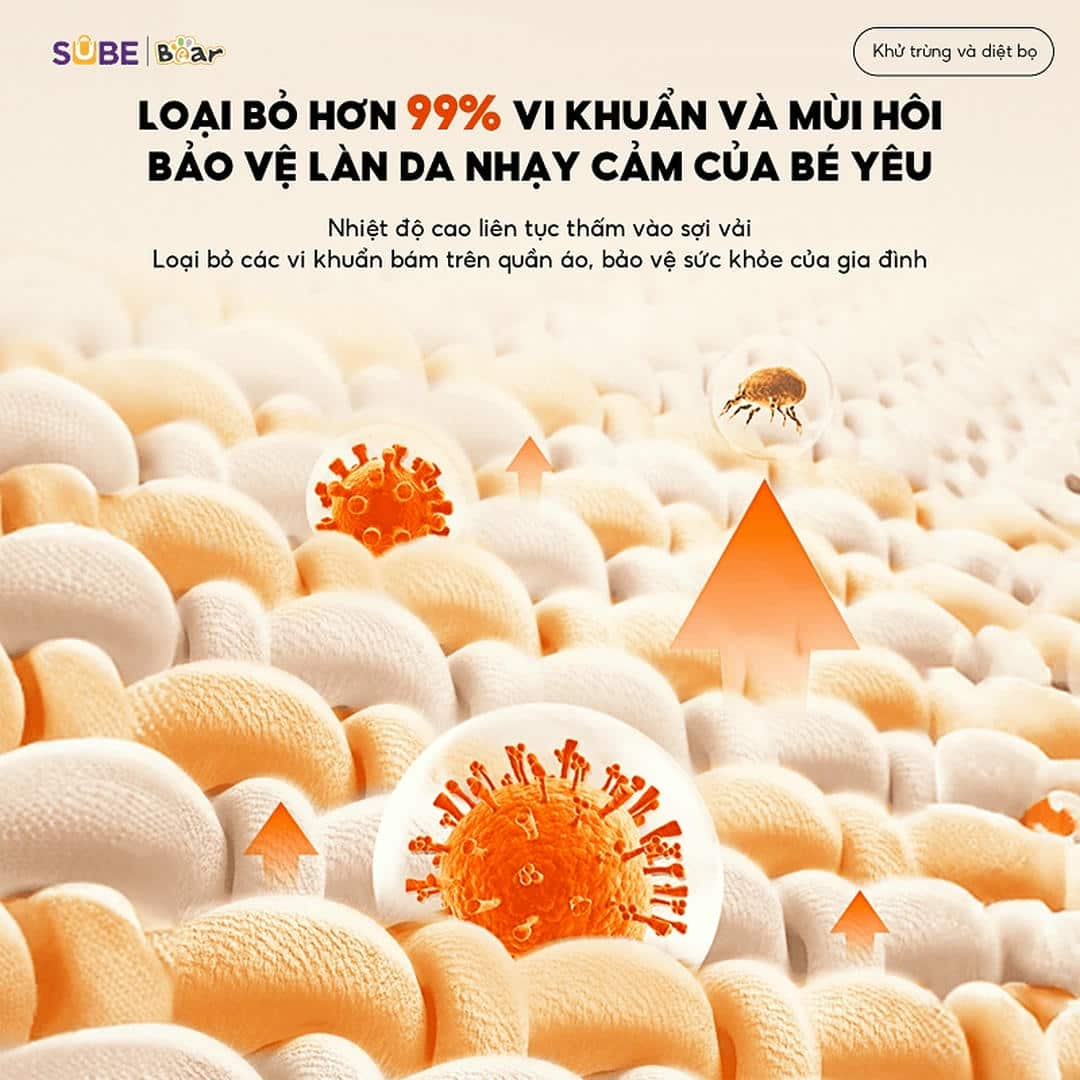 SUBE | Bear
Khử trùng và diệt bọ
LOẠI BỎ HƠN 99% VI KHUẨN VÀ MÙI HÔI
BẢO VỆ LÀN DA NHẠY CẢM CỦA BÉ YÊU
Nhiệt độ cao liên tục thấm vào sợi vải
Loại bỏ các vi khuẩn bám trên quần áo, bảo vệ sức khỏe của gia đình